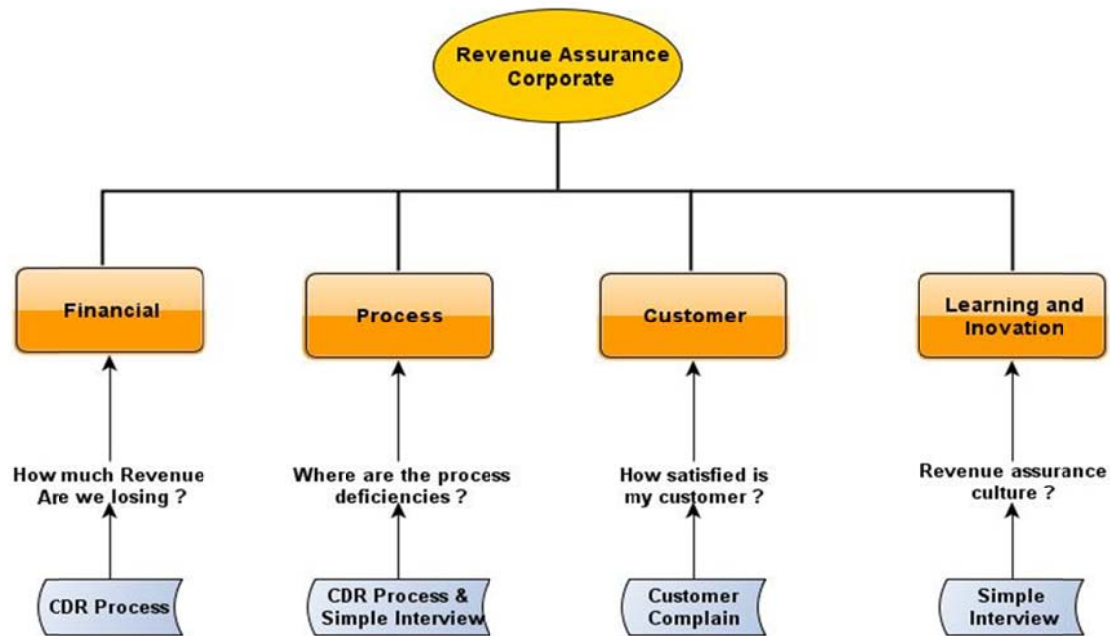 Revenue Assurance
Corporate
Financial
Process
Customer
Learning and
Inovation
How much Revenue
Are we losing ?
Where are the process
deficiencies ?
How satisfied is
my customer ?
Revenue assurance
culture ?
CDR Process
CDR Process &
Simple Interview
Customer
Complain
Simple
Interview